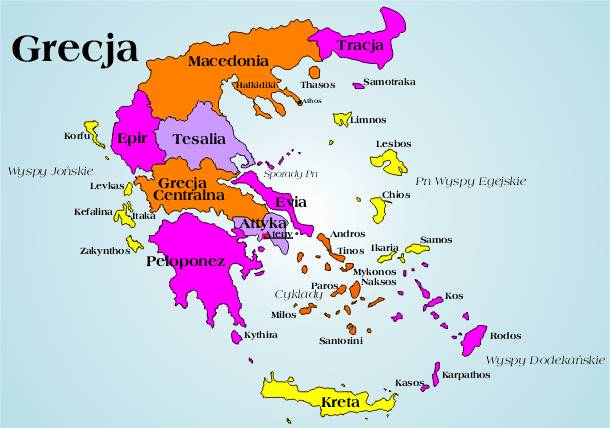 Grecja
Tracja
Macedonia
Halkidiki
Thasos
Samotraka
Athos
Limnos
Korfu
Epir
Tesalia
Lesbos
Wyspy Jońskie
Sporady Pn
Pn Wyspy Egejskie
Levkas
Grecja
Centralna
Evia
Chios
Kefalina
Itaka
Attyka
Ateny
Andros
Samos
Zakynthos
Tinos
Ikaria
Peloponez
Mykonos
Naksos
Paros
Cyklady
Kos
Milos
Kythira
Santorini
Rodos
Wyspy Dodekańskie
Karpathos
Kasos
Kreta